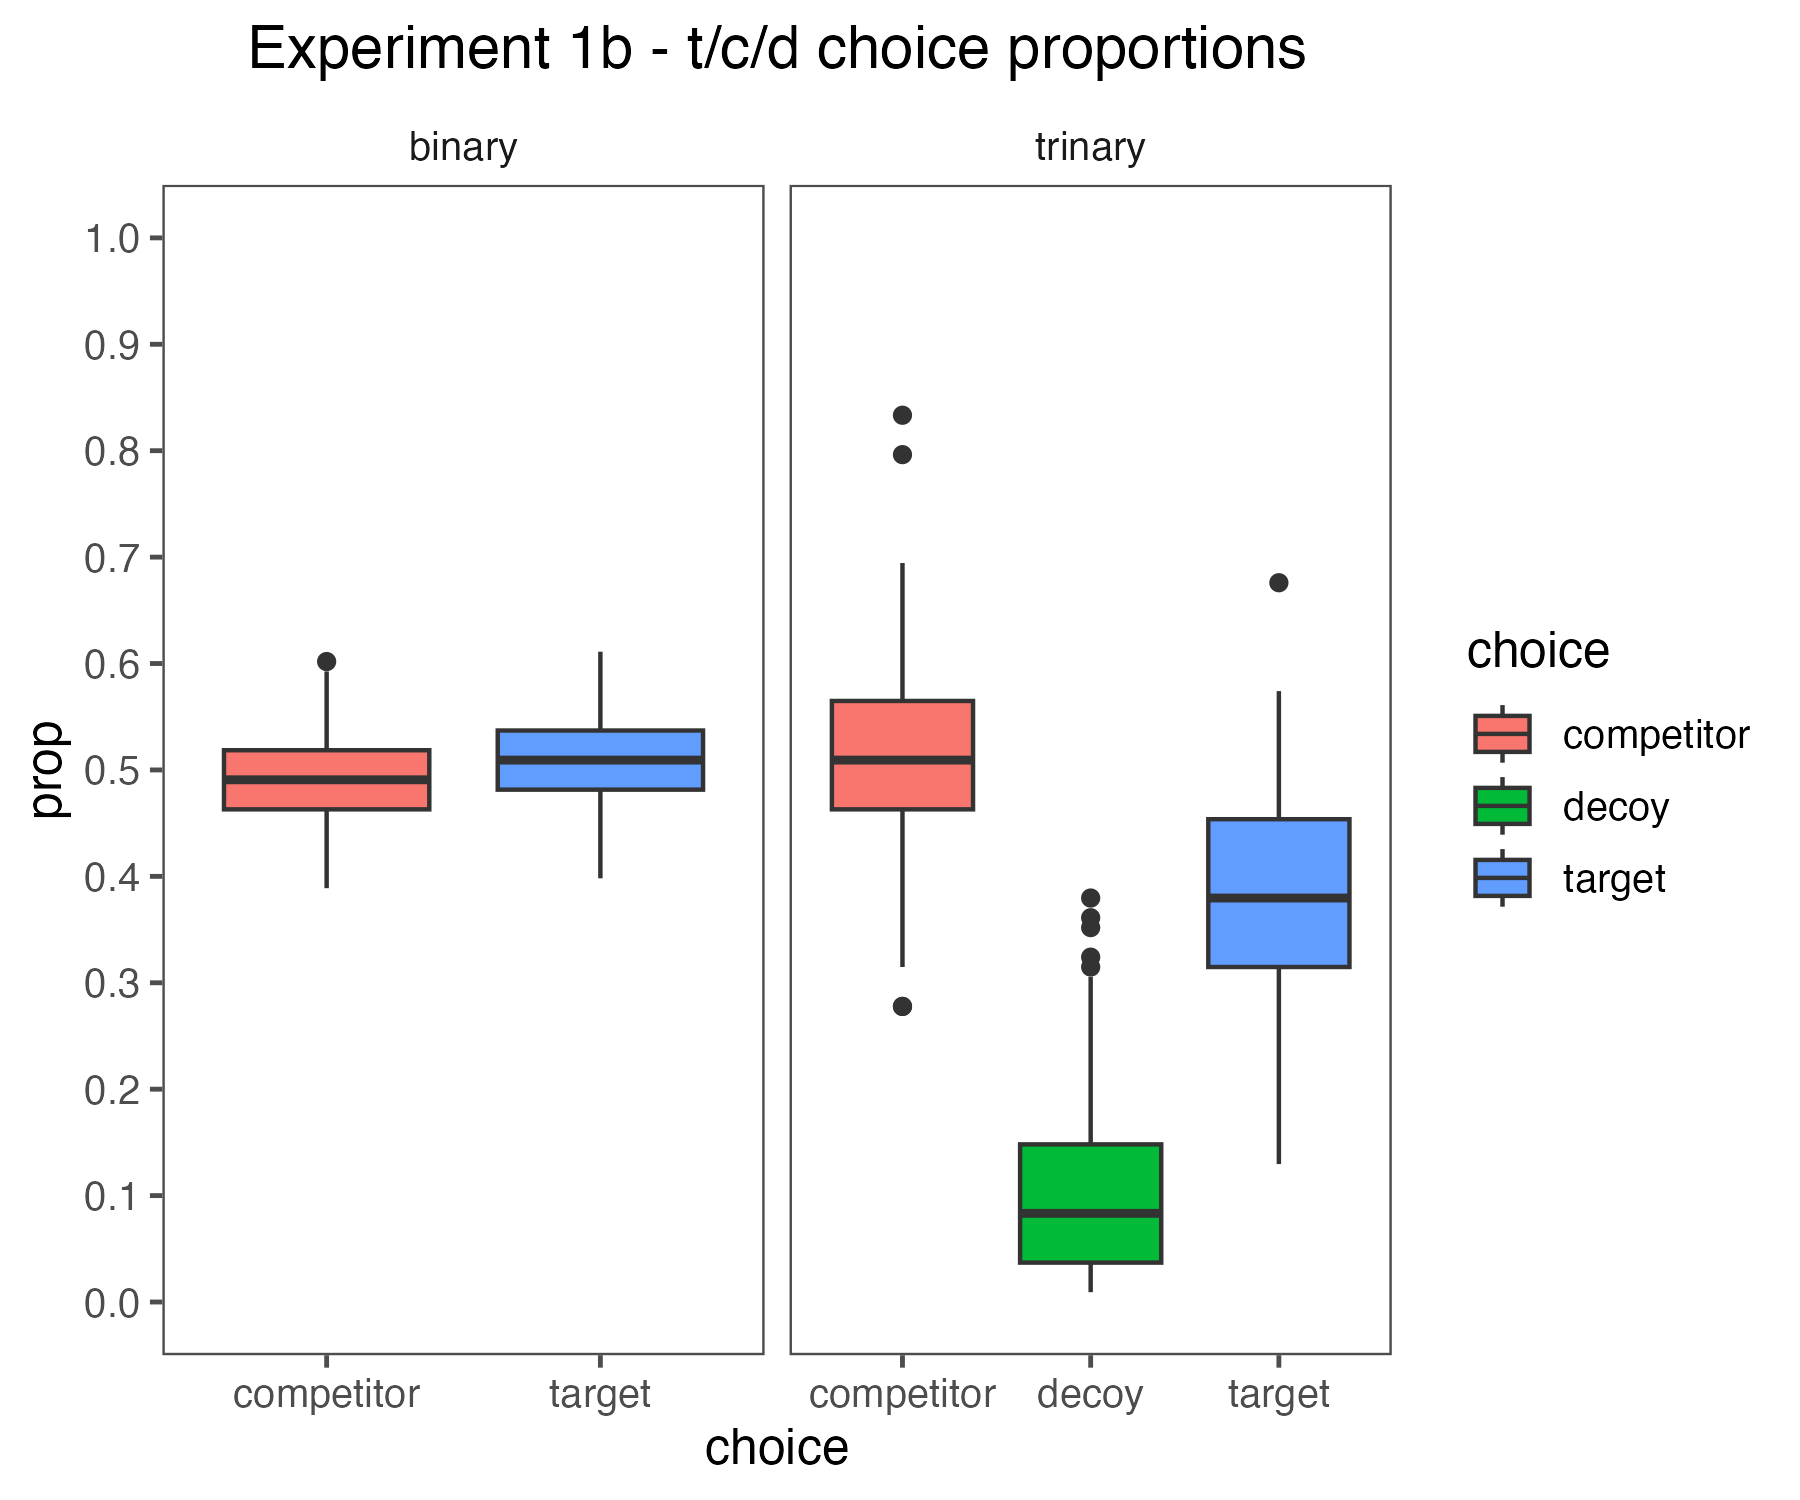 Experiment 1b - t/c/d choice proportions
binary
trinary
1.0
0.9
0.8
0.7
0.6
0.5
0.4
0.3
0.2
0.1
0.0
prop
competitor
target
competitor
decoy
target
choice
choice
competitor
decoy
target